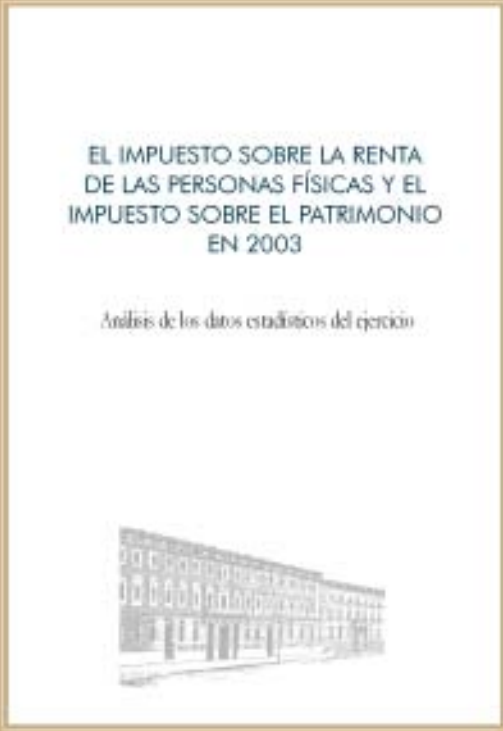 EL IMPUESTO SOBRE LA RENTA
DE LAS PERSONAS FÍSICAS Y EL
IMPUESTO SOBRE EL PATRIMONIO
EN 2003
Análisis de los datos estadísticos del ejercicio